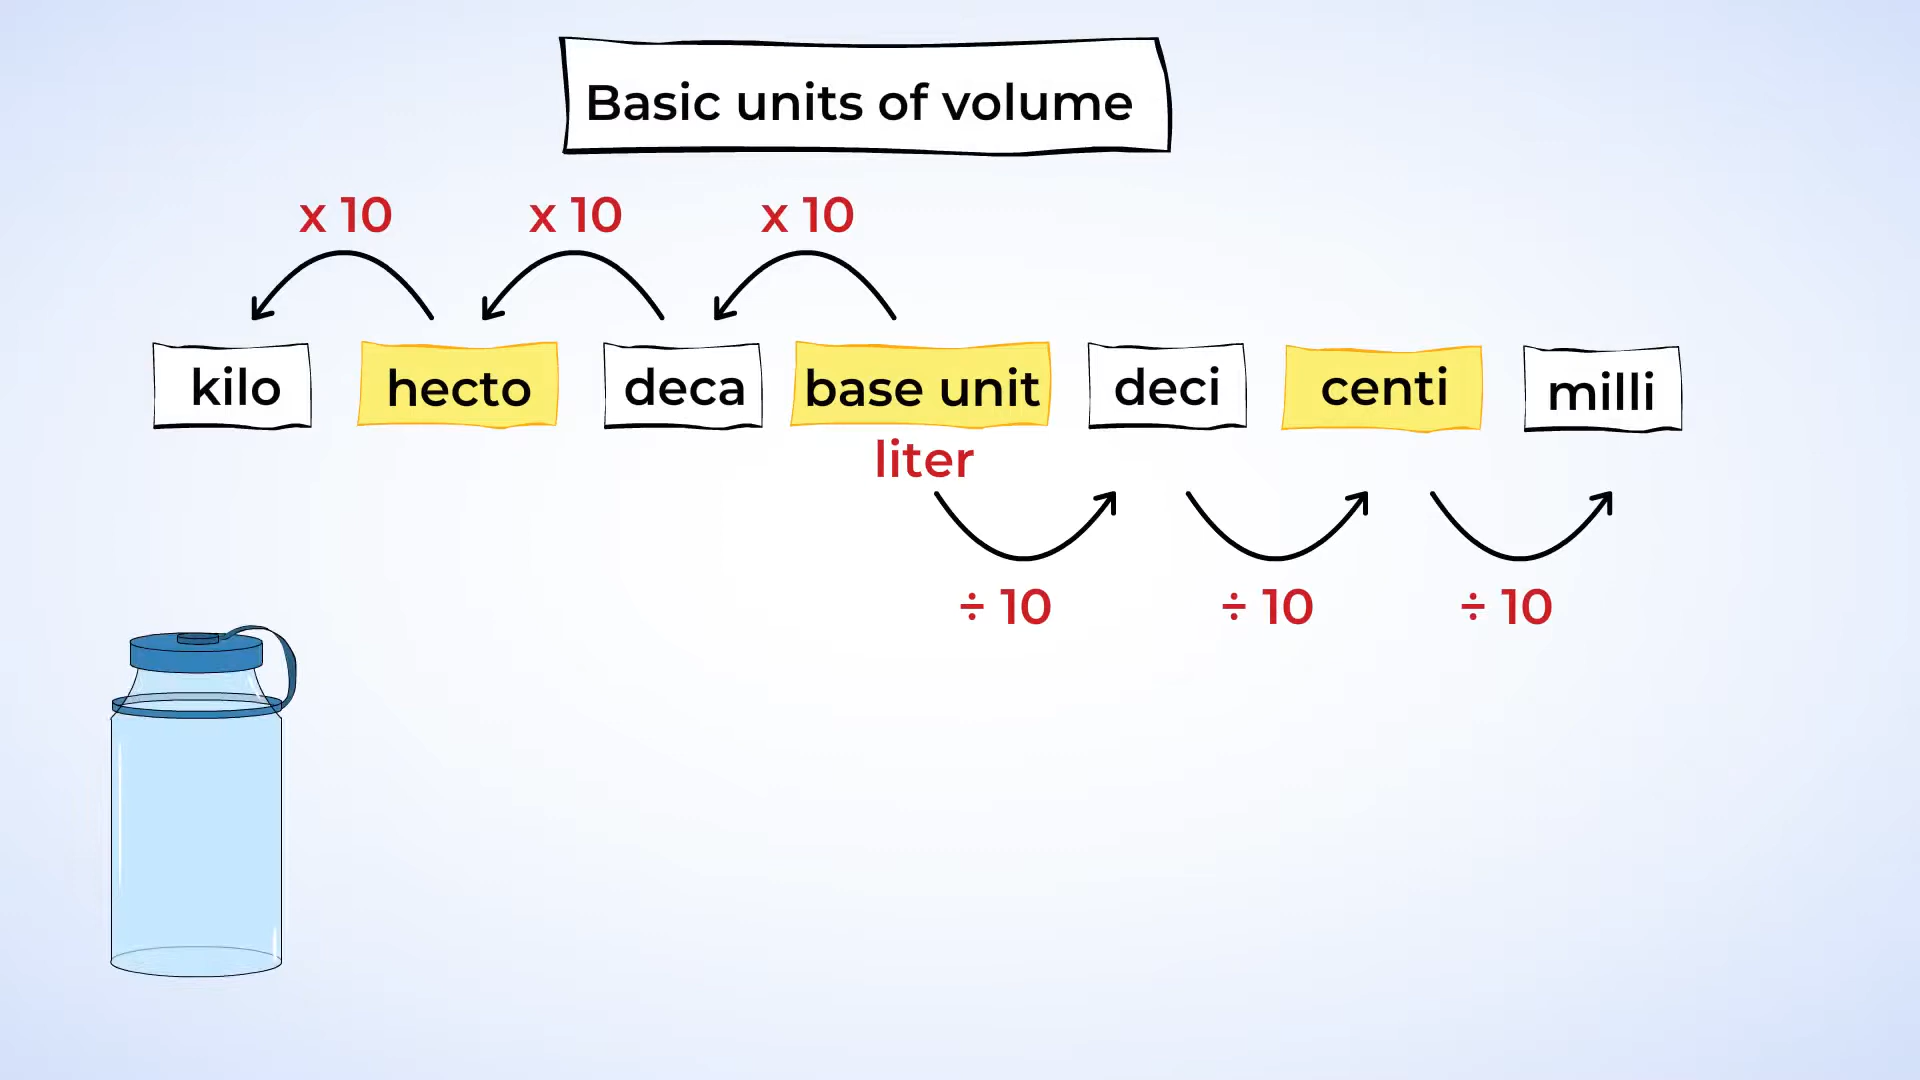 Basic units of volume
x 10 x 10 x 10
kilo hecto deca base unit deci centi milli
liter
÷ 10 ÷ 10 ÷ 10